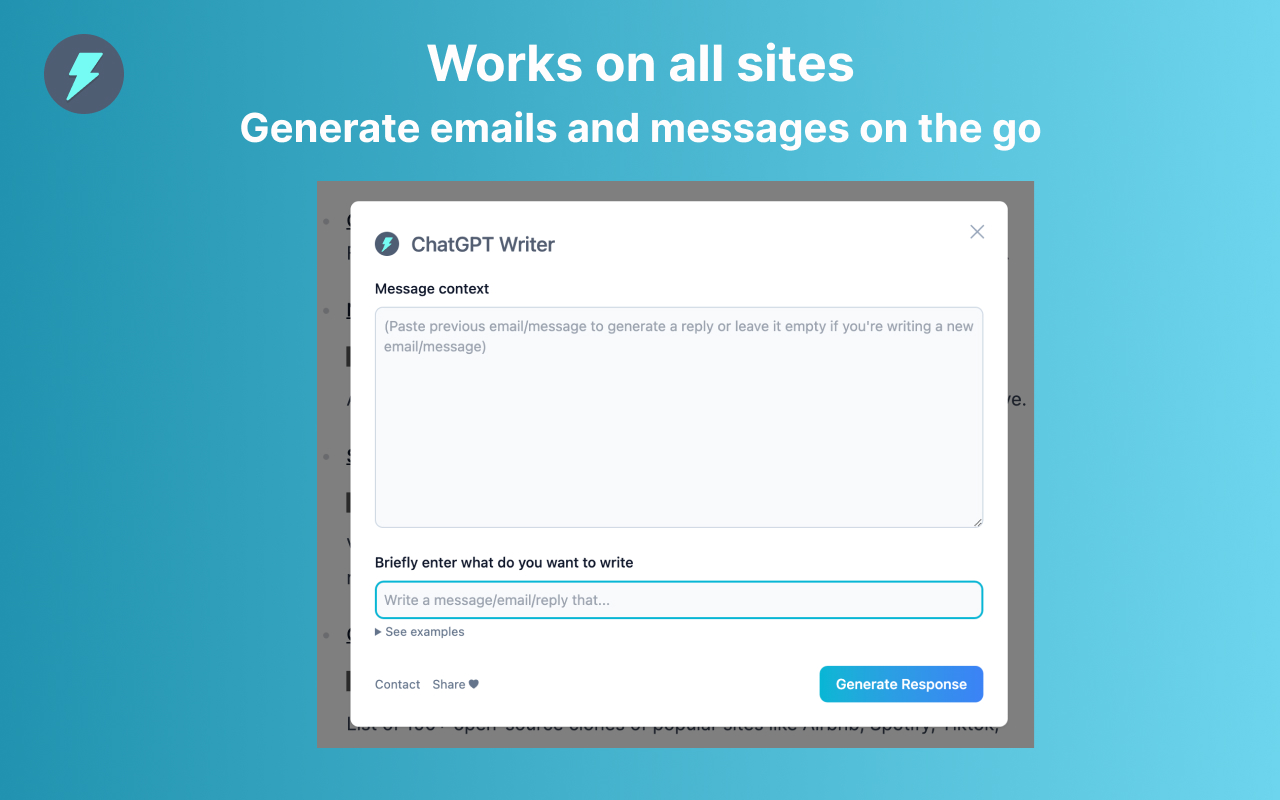 Works on all sites
Generate emails and messages on the go
ChatGPT Writer
Message context
(Paste previous email/message to generate a reply or leave it empty if you're writing a new
email/message)
ve.
Briefly enter what do you want to write
Write a message/email/reply that...
See examples
Contact Share
Generate Response
List of 100+ open-source clones of popular sites like Airbnb, Spotify, Tiktok,